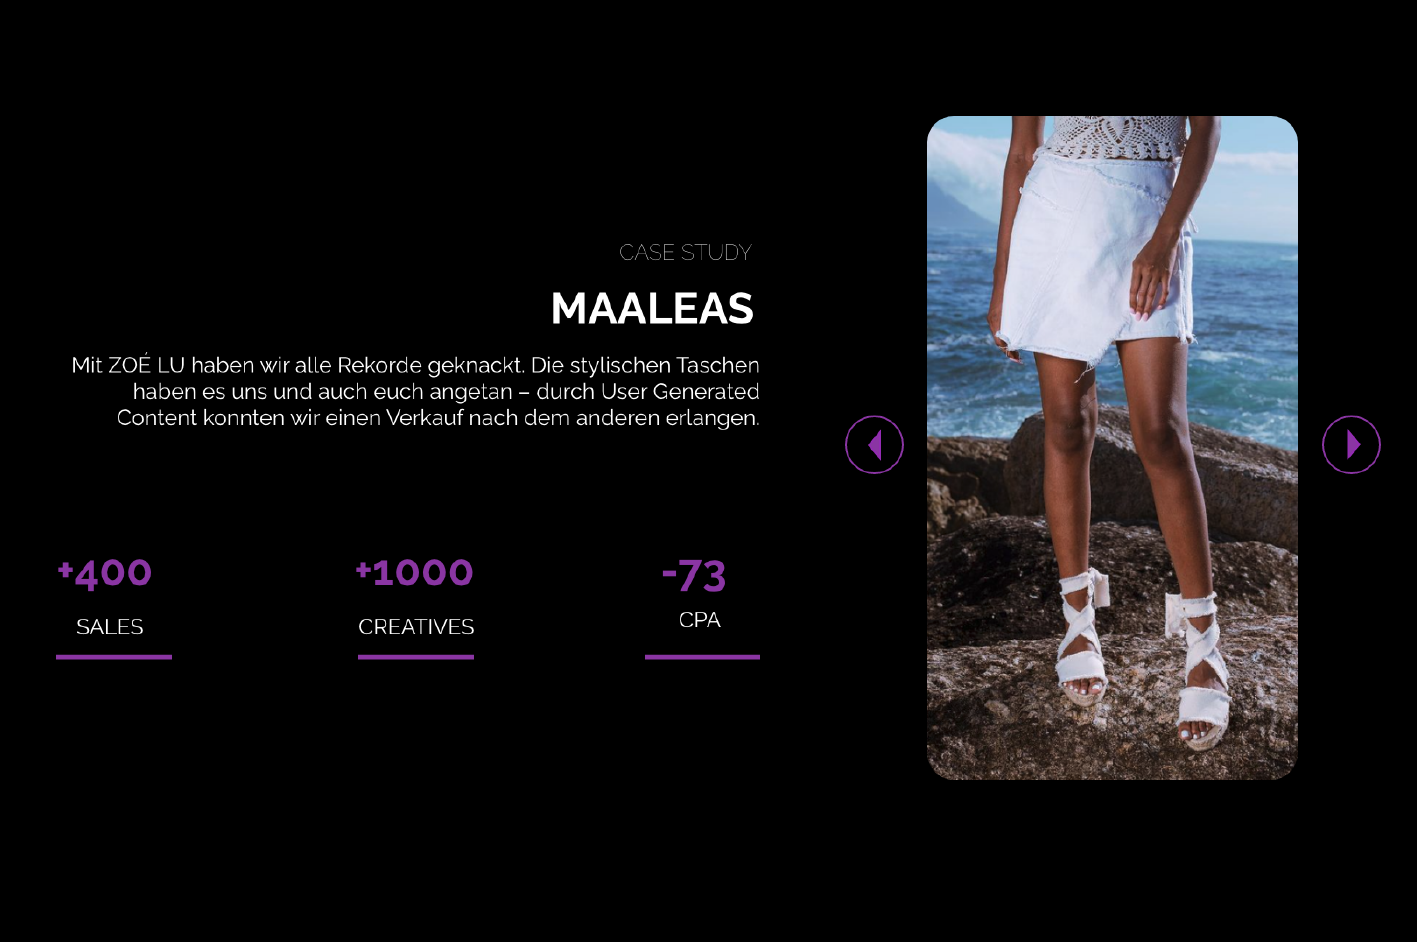 CASE STUDY
MAALEAS
Mit ZOÉ LU haben wir alle Rekorde geknackt. Die stylischen Taschen
haben es uns und auch euch angetan – durch User Generated
Content konnten wir einen Verkauf nach dem anderen erlangen.
+400
SALES
+1000
CREATIVES
-73
CPA